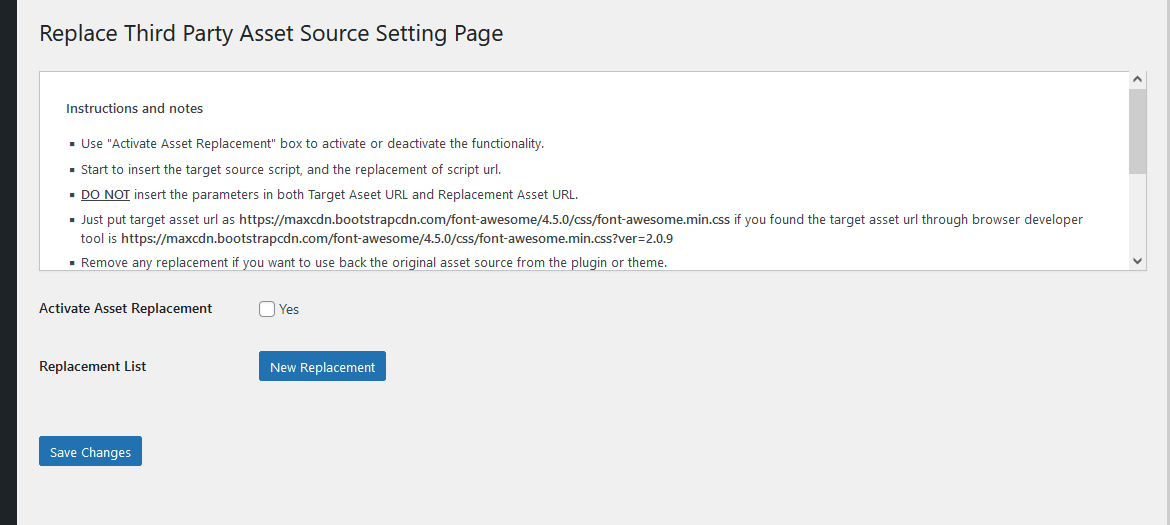 Replace Third Party Asset Source Setting Page
Instructions and notes
Use "Activate Asset Replacement" box to activate or deactivate the functionality.
Start to insert the target source script, and the replacement of script url.
DO NOT insert the parameters in both Target Aseet URL and Replacement Asset URL.
Just put target asset url as https://maxcdn.bootstrapcdn.com/font-awesome/4.5.0/css/font-awesome.min.css if you found the target asset url through browser developer
tool is https://maxcdn.bootstrapcdn.com/font-awesome/4.5.0/css/font-awesome.min.css?ver=2.0.9
Remove any replacement if you want to use back the original asset source from the plugin or theme.
Activate Asset Replacement Yes
Replacement List New Replacement
Save Changes